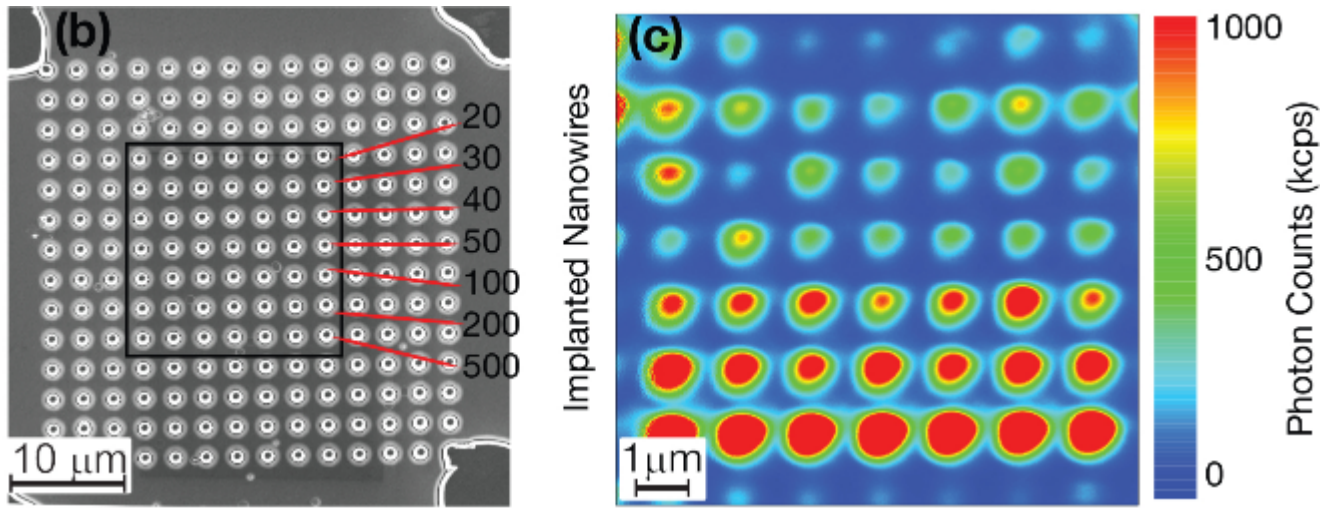 (b)
20
30
40
50
100
200
500
10 μm
Implanted Nanowires
(c)
1μm
1000
500
0
Photon Counts (kcps)